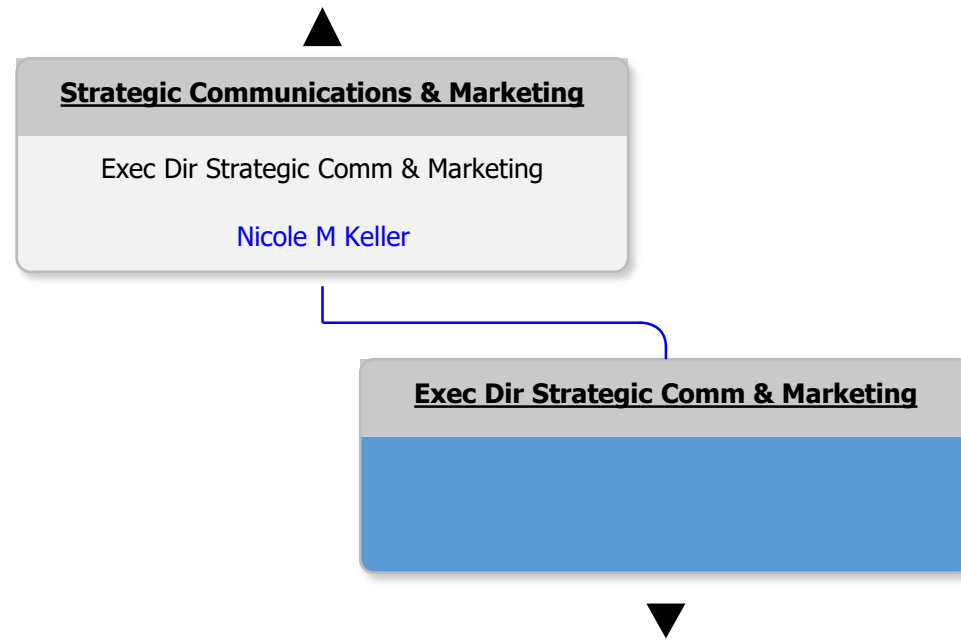 Strategic Communications & Marketing
Exec Dir Strategic Comm & Marketing
Nicole M Keller
Exec Dir Strategic Comm & Marketing